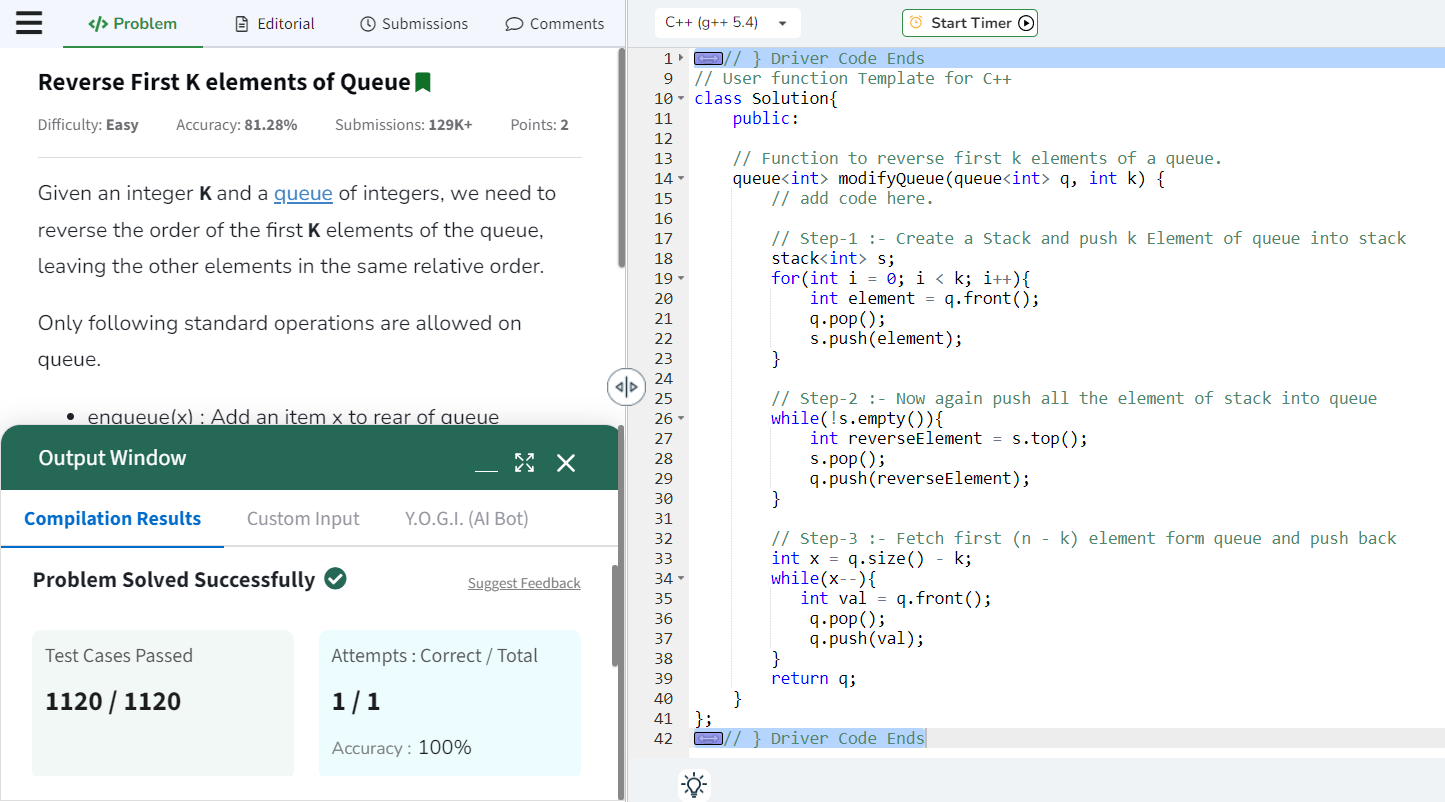 </> Problem
Editorial
Submissions
Comments
Reverse First K elements of Queue
Difficulty: Easy Accuracy: 81.28% Submissions: 129K+ Points: 2
Given an integer K and a queue of integers, we need to
reverse the order of the first K elements of the queue,
leaving the other elements in the same relative order.
Only following standard operations are allowed on
queue.
• enqueue(x) : Add an item x to rear of queue
Output Window
Compilation Results Custom Input Y.O.G.I. (AI Bot)
Problem Solved Successfully
Suggest Feedback
Test Cases Passed
1120 / 1120
Attempts : Correct / Total
1 / 1
Accuracy : 100%
C++ (g++ 5.4)
Start Timer
1 // } Driver Code Ends
9 // User function Template for C++
10 class Solution{
11     public:
12
13     // Function to reverse first k elements of a queue.
14     queue<int> modifyQueue(queue<int> q, int k) {
15         // add code here.
16
17         // Step-1 :- Create a Stack and push k Element of queue into stack
18         stack<int> s;
19         for(int i = 0; i < k; i++){
20             int element = q.front();
21             q.pop();
22             s.push(element);
23         }
24
25         // Step-2 :- Now again push all the element of stack into queue
26         while(!s.empty()){
27             int reverseElement = s.top();
28             s.pop();
29             q.push(reverseElement);
30         }
31
32         // Step-3 :- Fetch first (n - k) element form queue and push back
33         int x = q.size() - k;
34         while(x--){
35            int val = q.front();
36             q.pop();
37             q.push(val);
38         }
39         return q;
40     }
41 };
42 // } Driver Code Ends